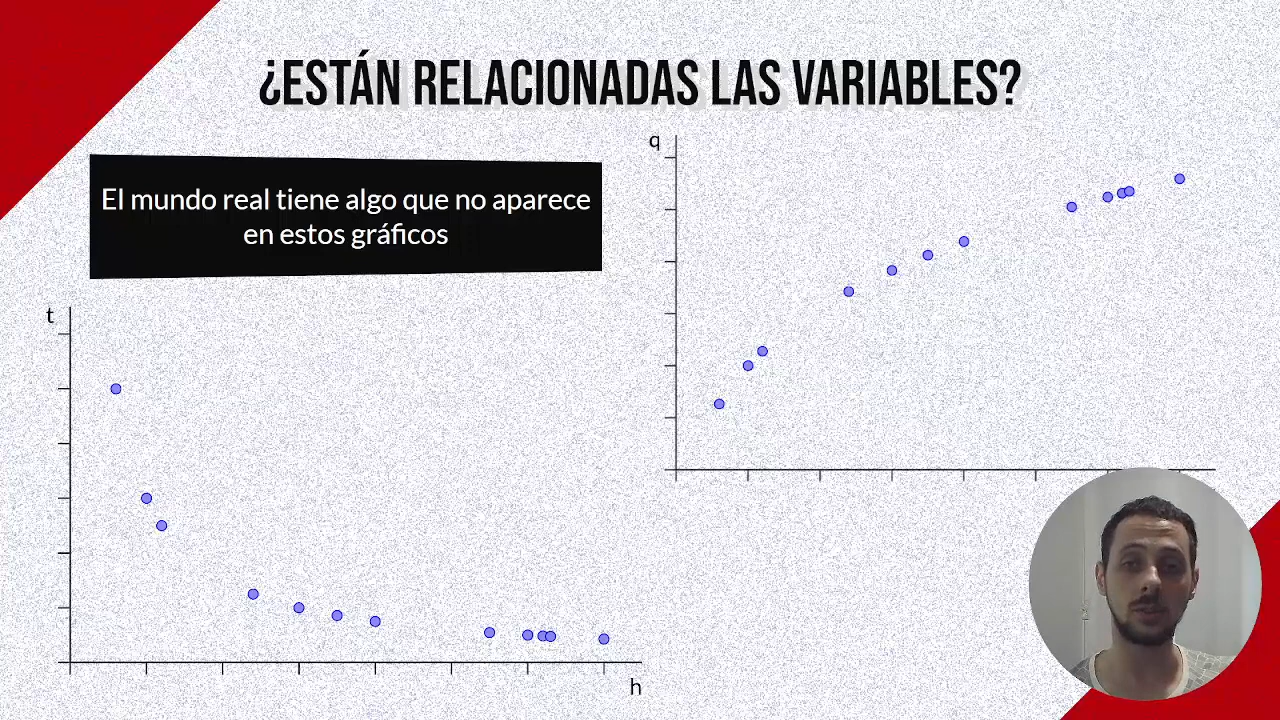 ¿ESTÁN RELACIONADAS LAS VARIABLES?
El mundo real tiene algo que no aparece
en estos gráficos
q
t
h